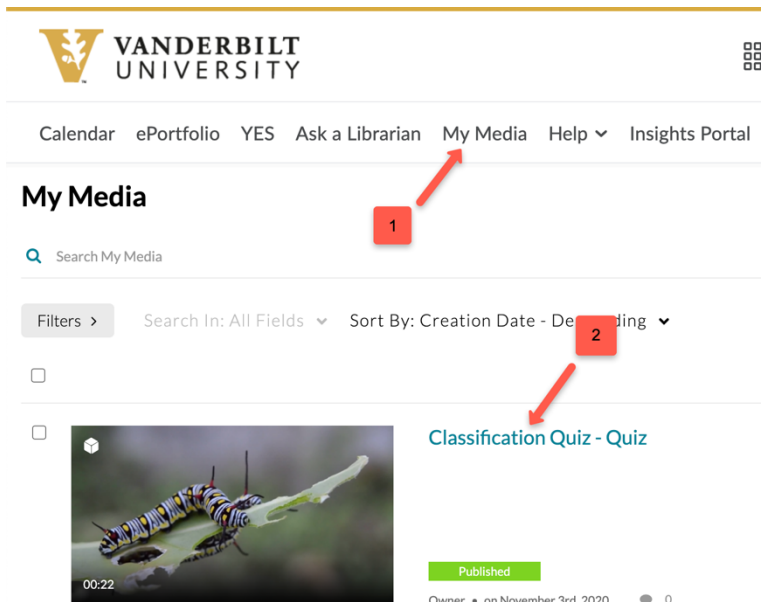 VANDERBILT
UNIVERSITY
Calendar ePortfolio YES Ask a Librarian My Media Help Insights Portal
1
My Media
Search My Media
Filters > Search In: All Fields Sort By: Creation Date -
2
Classification Quiz - Quiz
Published
00:22
Owner • on November 3rd, 2020 0